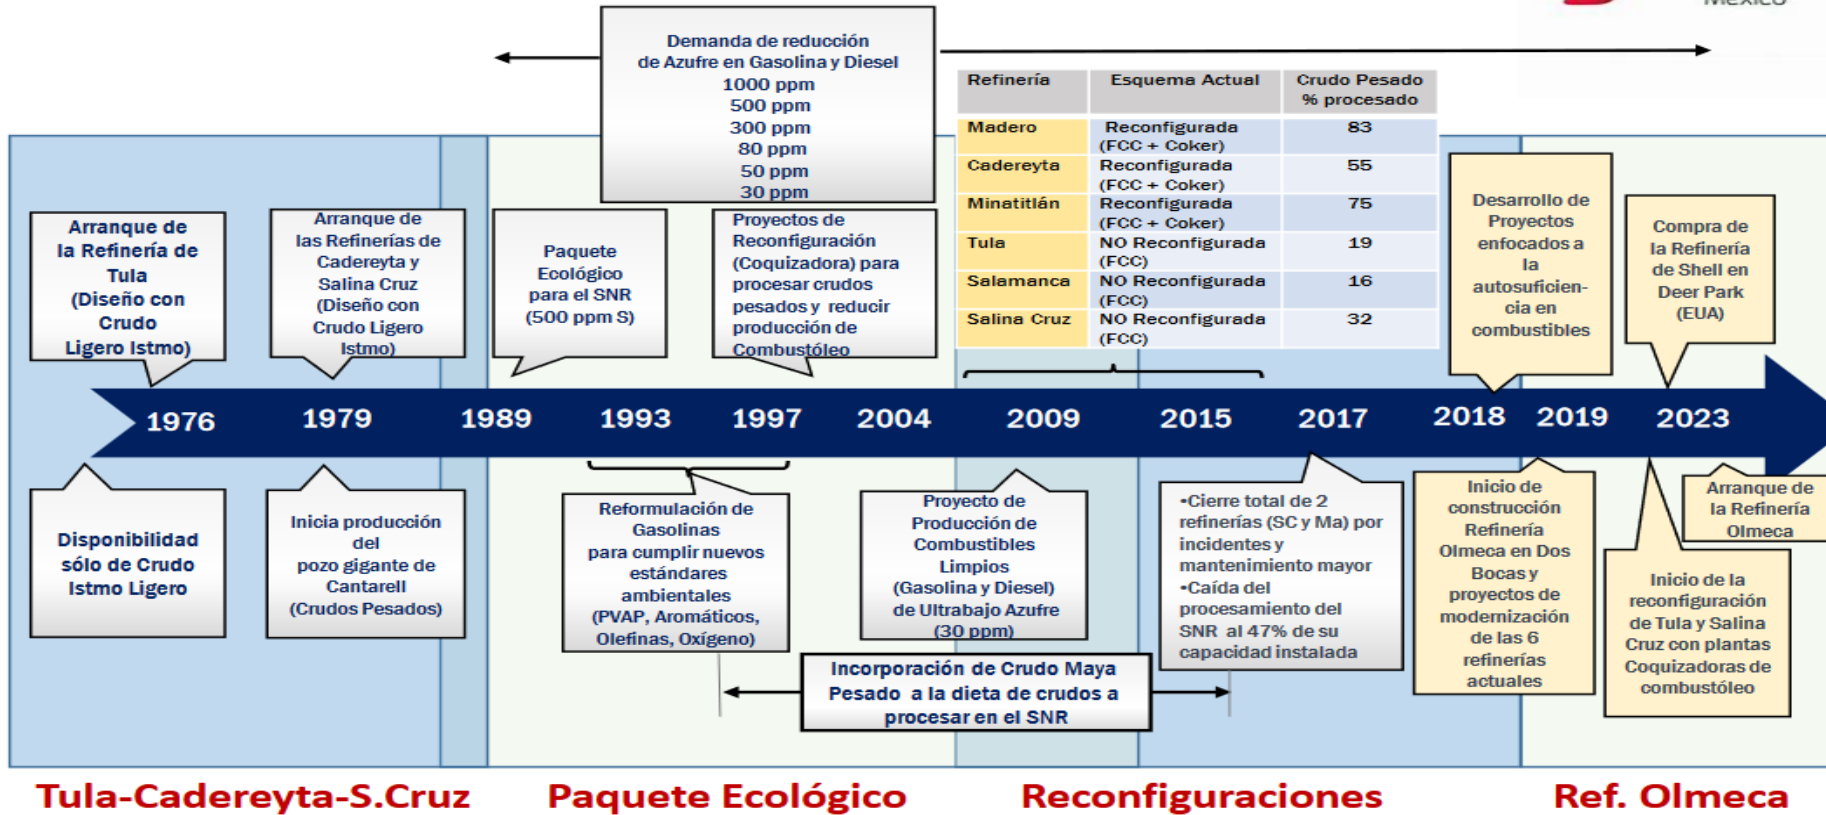 México
Demanda de reducción
de Azufre en Gasolina y Diesel
1000 ppm
500 ppm
300 ppm
80 ppm
50 ppm
30 ppm
Refinería Esquema Actual Crudo Pesado
% procesado
Madero Reconfigurada 83
(FCC + Coker)
Cadereyta Reconfigurada 55
(FCC + Coker)
Minatitlán Reconfigurada 75
(FCC + Coker)
Tula NO Reconfigurada 19
(FCC)
Salamanca NO Reconfigurada 16
(FCC)
Salina Cruz NO Reconfigurada 32
(FCC)
Arranque de
la Refinería de
Tula
(Diseño con
Crudo
Ligero Istmo)
Arranque de
las Refinerías de
Cadereyta y
Salina Cruz
(Diseño con
Crudo Ligero
Istmo)
Paquete
Ecológico
para el SNR
(500 ppm S)
Proyectos de
Reconfiguración
(Coquizadora) para
procesar crudos
pesados y reducir
producción de
Combustóleo
Desarrollo de
Proyectos
enfocados a
la
autosuficien-
cia en
combustibles
Compra de
la Refinería
de Shell en
Deer Park
(EUA)
1976 1979 1989 1993 1997 2004 2009 2015 2017 2018 2019 2023
Disponibilidad
sólo de Crudo
Istmo Ligero
Inicia producción
del
pozo gigante de
Cantarell
(Crudos Pesados)
Reformulación de
Gasolinas
para cumplir nuevos
estándares
ambientales
(PVAP, Aromáticos,
Olefinas, Oxígeno)
Proyecto de
Producción de
Combustibles
Limpios
(Gasolina y Diesel)
de Ultrabajo Azufre
(30 ppm)
•Cierre total de 2
refinerías (SC y Ma) por
incidentes y
mantenimiento mayor
•Caída del
procesamiento del
SNR al 47% de su
capacidad instalada
Inicio de
construcción
Refinería
Olmeca en Dos
Bocas y
proyectos de
modernización
de las 6
refinerías
actuales
Arranque de
la Refinería
Olmeca
Inicio de la
reconfiguración
de Tula y Salina
Cruz con plantas
Coquizadoras de
combustóleo
Incorporación de Crudo Maya
Pesado a la dieta de crudos a
procesar en el SNR
Tula-Cadereyta-S.Cruz Paquete Ecológico Reconfiguraciones Ref. Olmeca